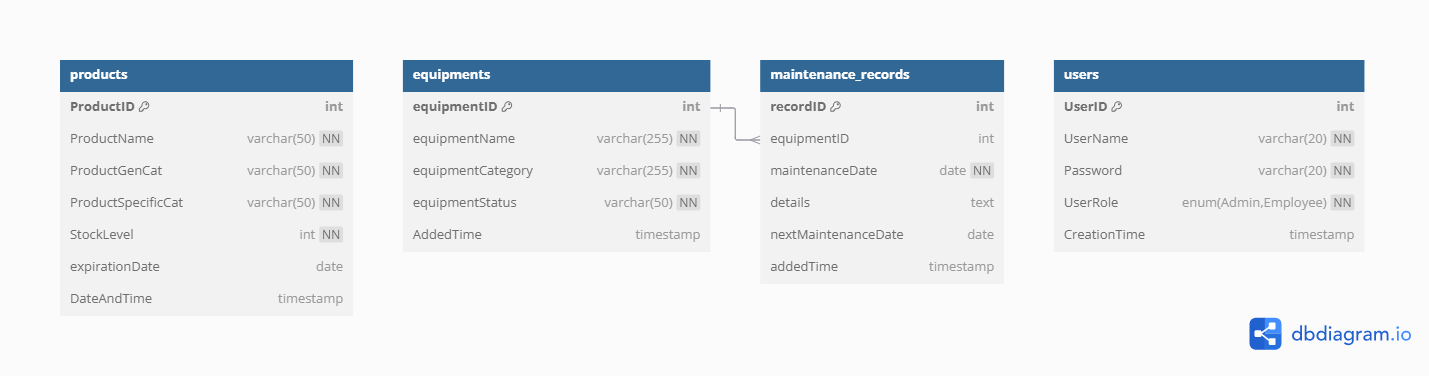 products
ProductID int
ProductName varchar(50) NN
ProductGenCat varchar(50) NN
ProductSpecificCat varchar(50) NN
StockLevel int NN
expirationDate date
DateAndTime timestamp
equipments
equipmentID int
equipmentName varchar(255) NN
equipmentCategory varchar(255) NN
equipmentStatus varchar(50) NN
AddedTime timestamp
maintenance_records
recordID int
equipmentID int
maintenanceDate date NN
details text
nextMaintenanceDate date
addedTime timestamp
users
UserID int
UserName varchar(20) NN
Password varchar(20) NN
UserRole enum(Admin,Employee) NN
CreationTime timestamp
dbdiagram.io